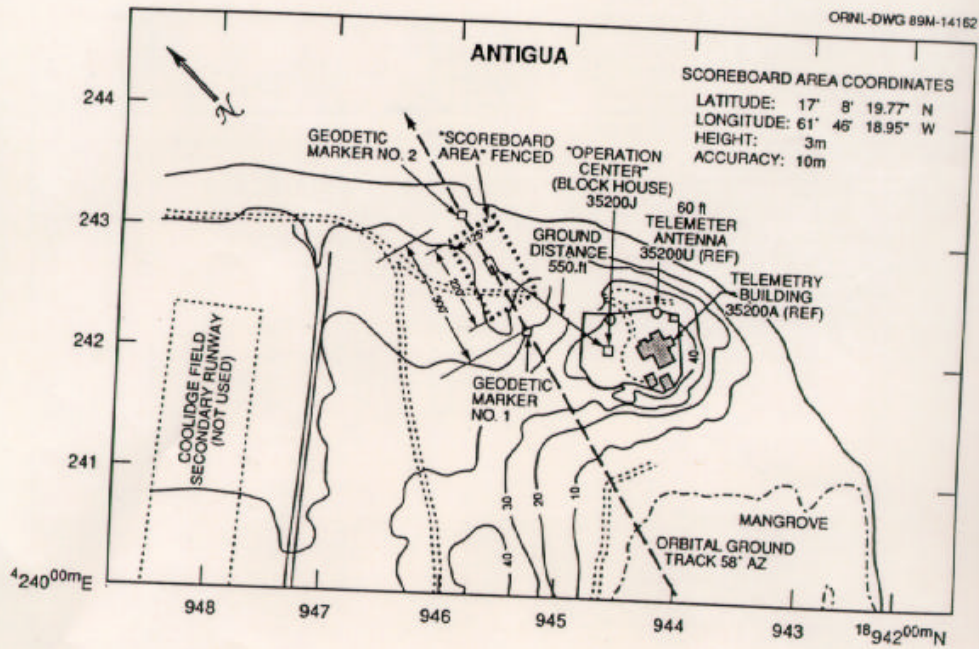 ORNL-DWG 89M-14162
ANTIGUA
SCOREBOARD AREA COORDINATES
LATITUDE: 17° 8' 19.77" N
LONGITUDE: 61° 46' 18.95" W
HEIGHT: 3m
ACCURACY: 10m
N
244
243
242
241
⁴240⁰⁰ᵐE
GEODETIC
MARKER NO. 2
"SCOREBOARD
AREA" FENCED
"OPERATION
CENTER"
(BLOCK HOUSE)
35200J
60 ft
TELEMETER
ANTENNA
35200U (REF)
GROUND
DISTANCE
550 ft
TELEMETRY
BUILDING
35200A (REF)
125'
200'
300'
40
GEODETIC
MARKER
NO. 1
COOLIDGE FIELD
SECONDARY RUNWAY
(NOT USED)
30
20
10
40
MANGROVE
ORBITAL GROUND
TRACK 58° AZ
948
947
946
945
944
943
¹⁸942⁰⁰ᵐN